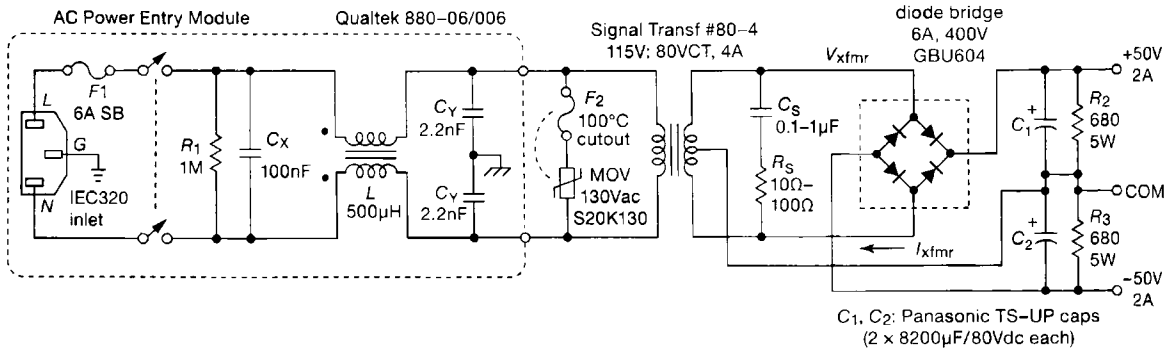 AC Power Entry Module
Qualtek 880–06/006
Signal Transf #80–4
115V: 80VCT, 4A
diode bridge
6A, 400V
GBU604
Vxfmr
+50V
2A
F1
6A SB
L
G
N
IEC320
inlet
R1
1M
CX
100nF
L
500µH
CY
2.2nF
CY
2.2nF
F2
100°C
cutout
MOV
130Vac
S20K130
CS
0.1–1µF
RS
10Ω–
100Ω
Ixfmr
+
C1
R2
680
5W
COM
+
C2
R3
680
5W
–50V
2A
C1, C2: Panasonic TS–UP caps
(2 × 8200µF/80Vdc each)